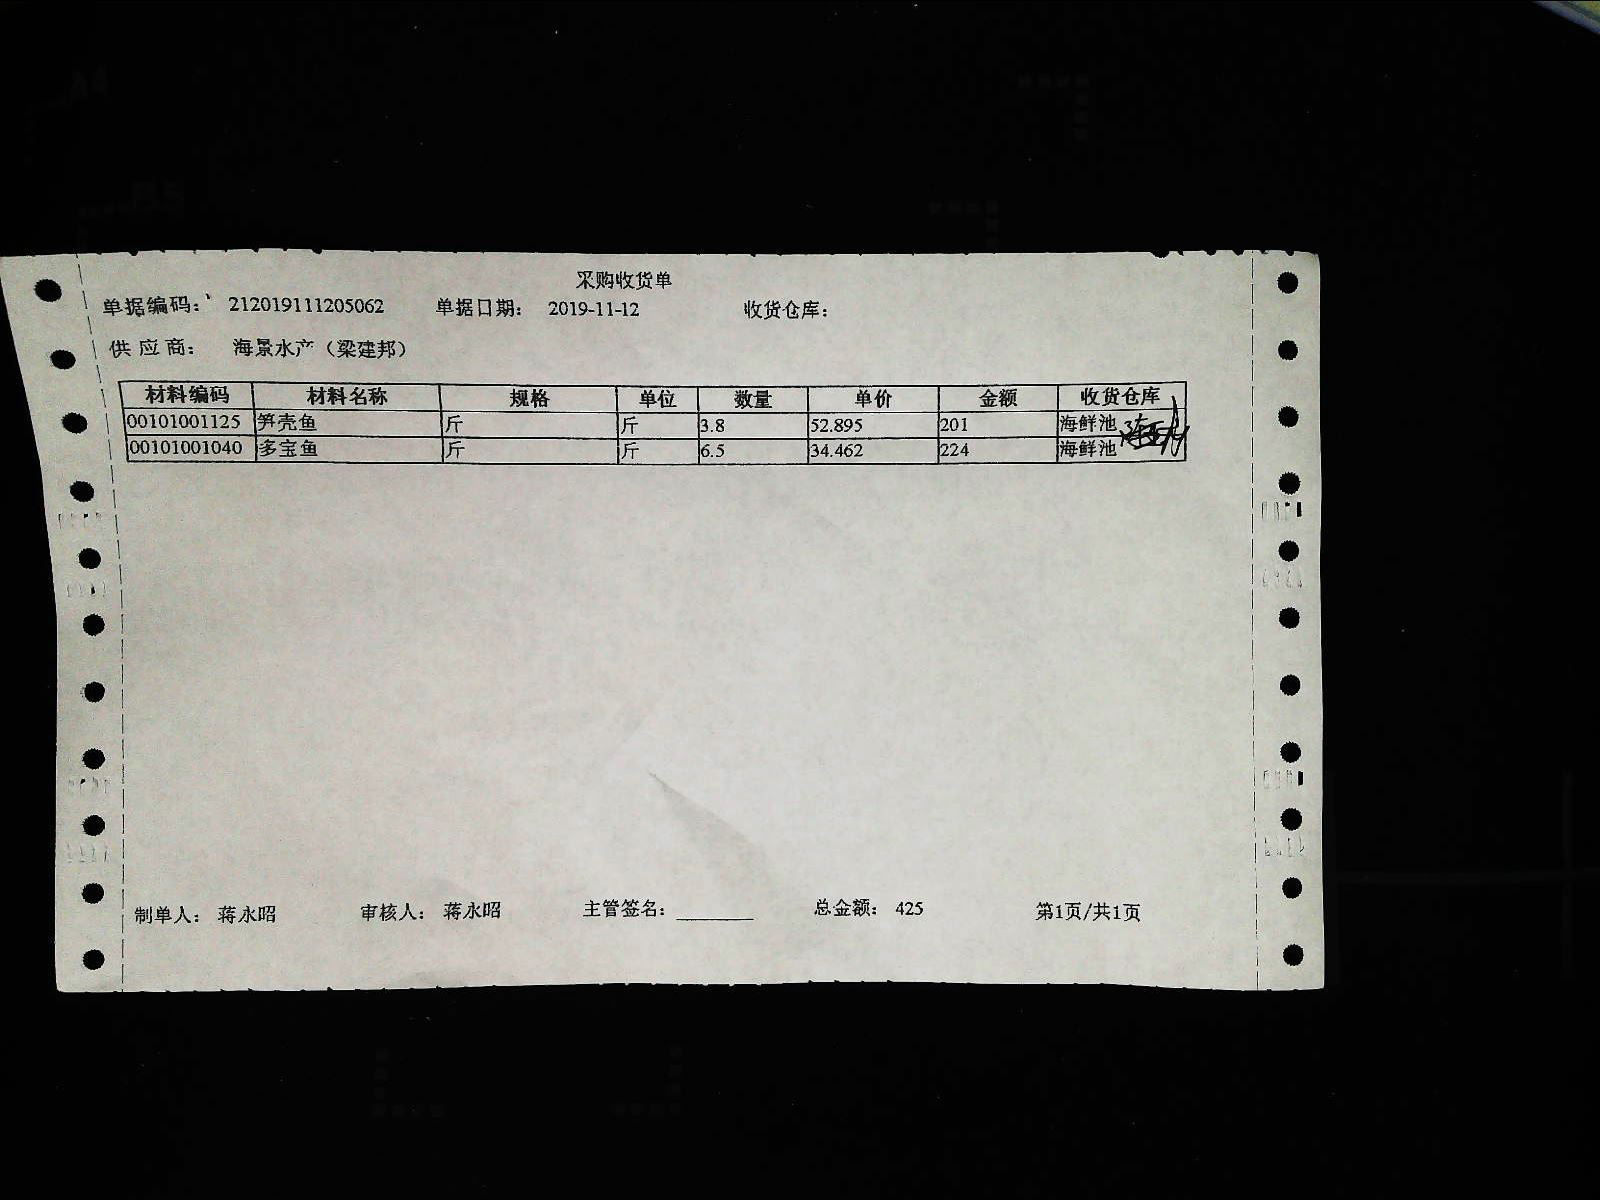 采购收货单
单据编码： 212019111205062 单据日期： 2019-11-12 收货仓库：
供应商： 海景水产（梁建邦）
材料编码 材料名称 规格 单位 数量 单价 金额 收货仓库
00101001125 笋壳鱼 斤 斤 3.8 52.895 201 海鲜池
00101001040 多宝鱼 斤 斤 6.5 34.462 224 海鲜池
制单人： 蒋永昭 审核人： 蒋永昭 主管签名：________ 总金额： 425 第1页/共1页